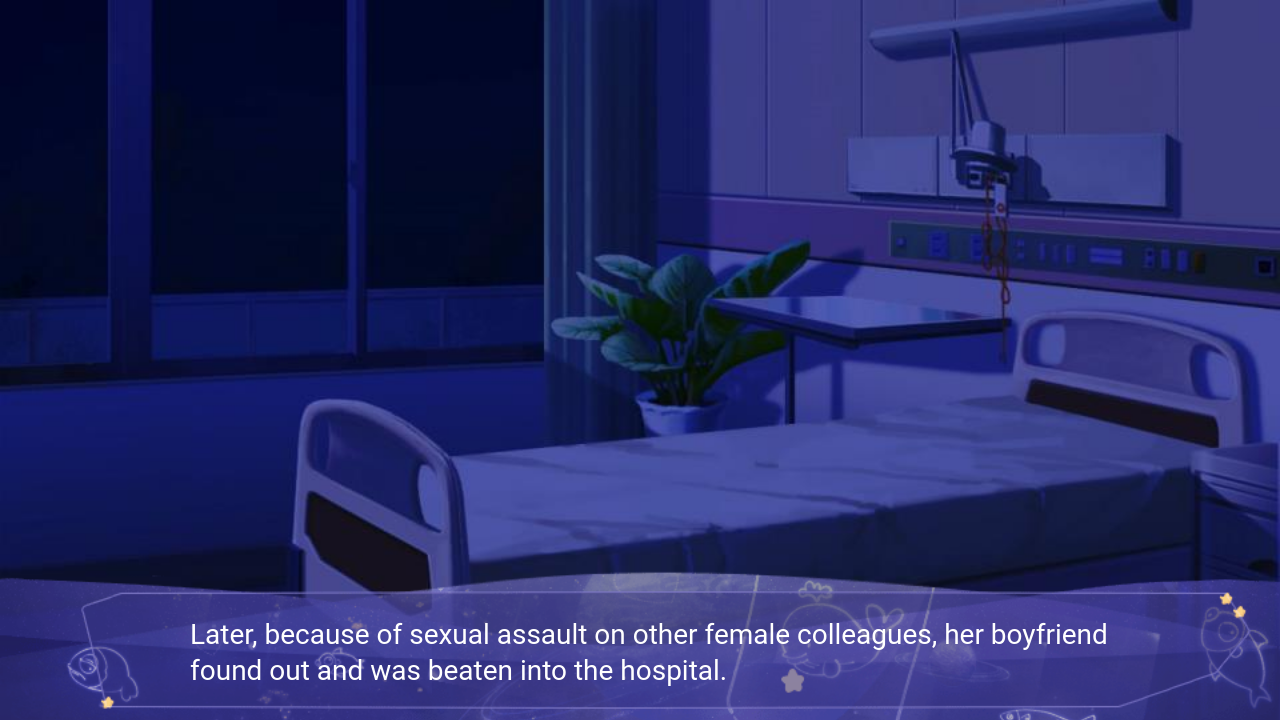 Later, because of sexual assault on other female colleagues, her boyfriend
found out and was beaten into the hospital.